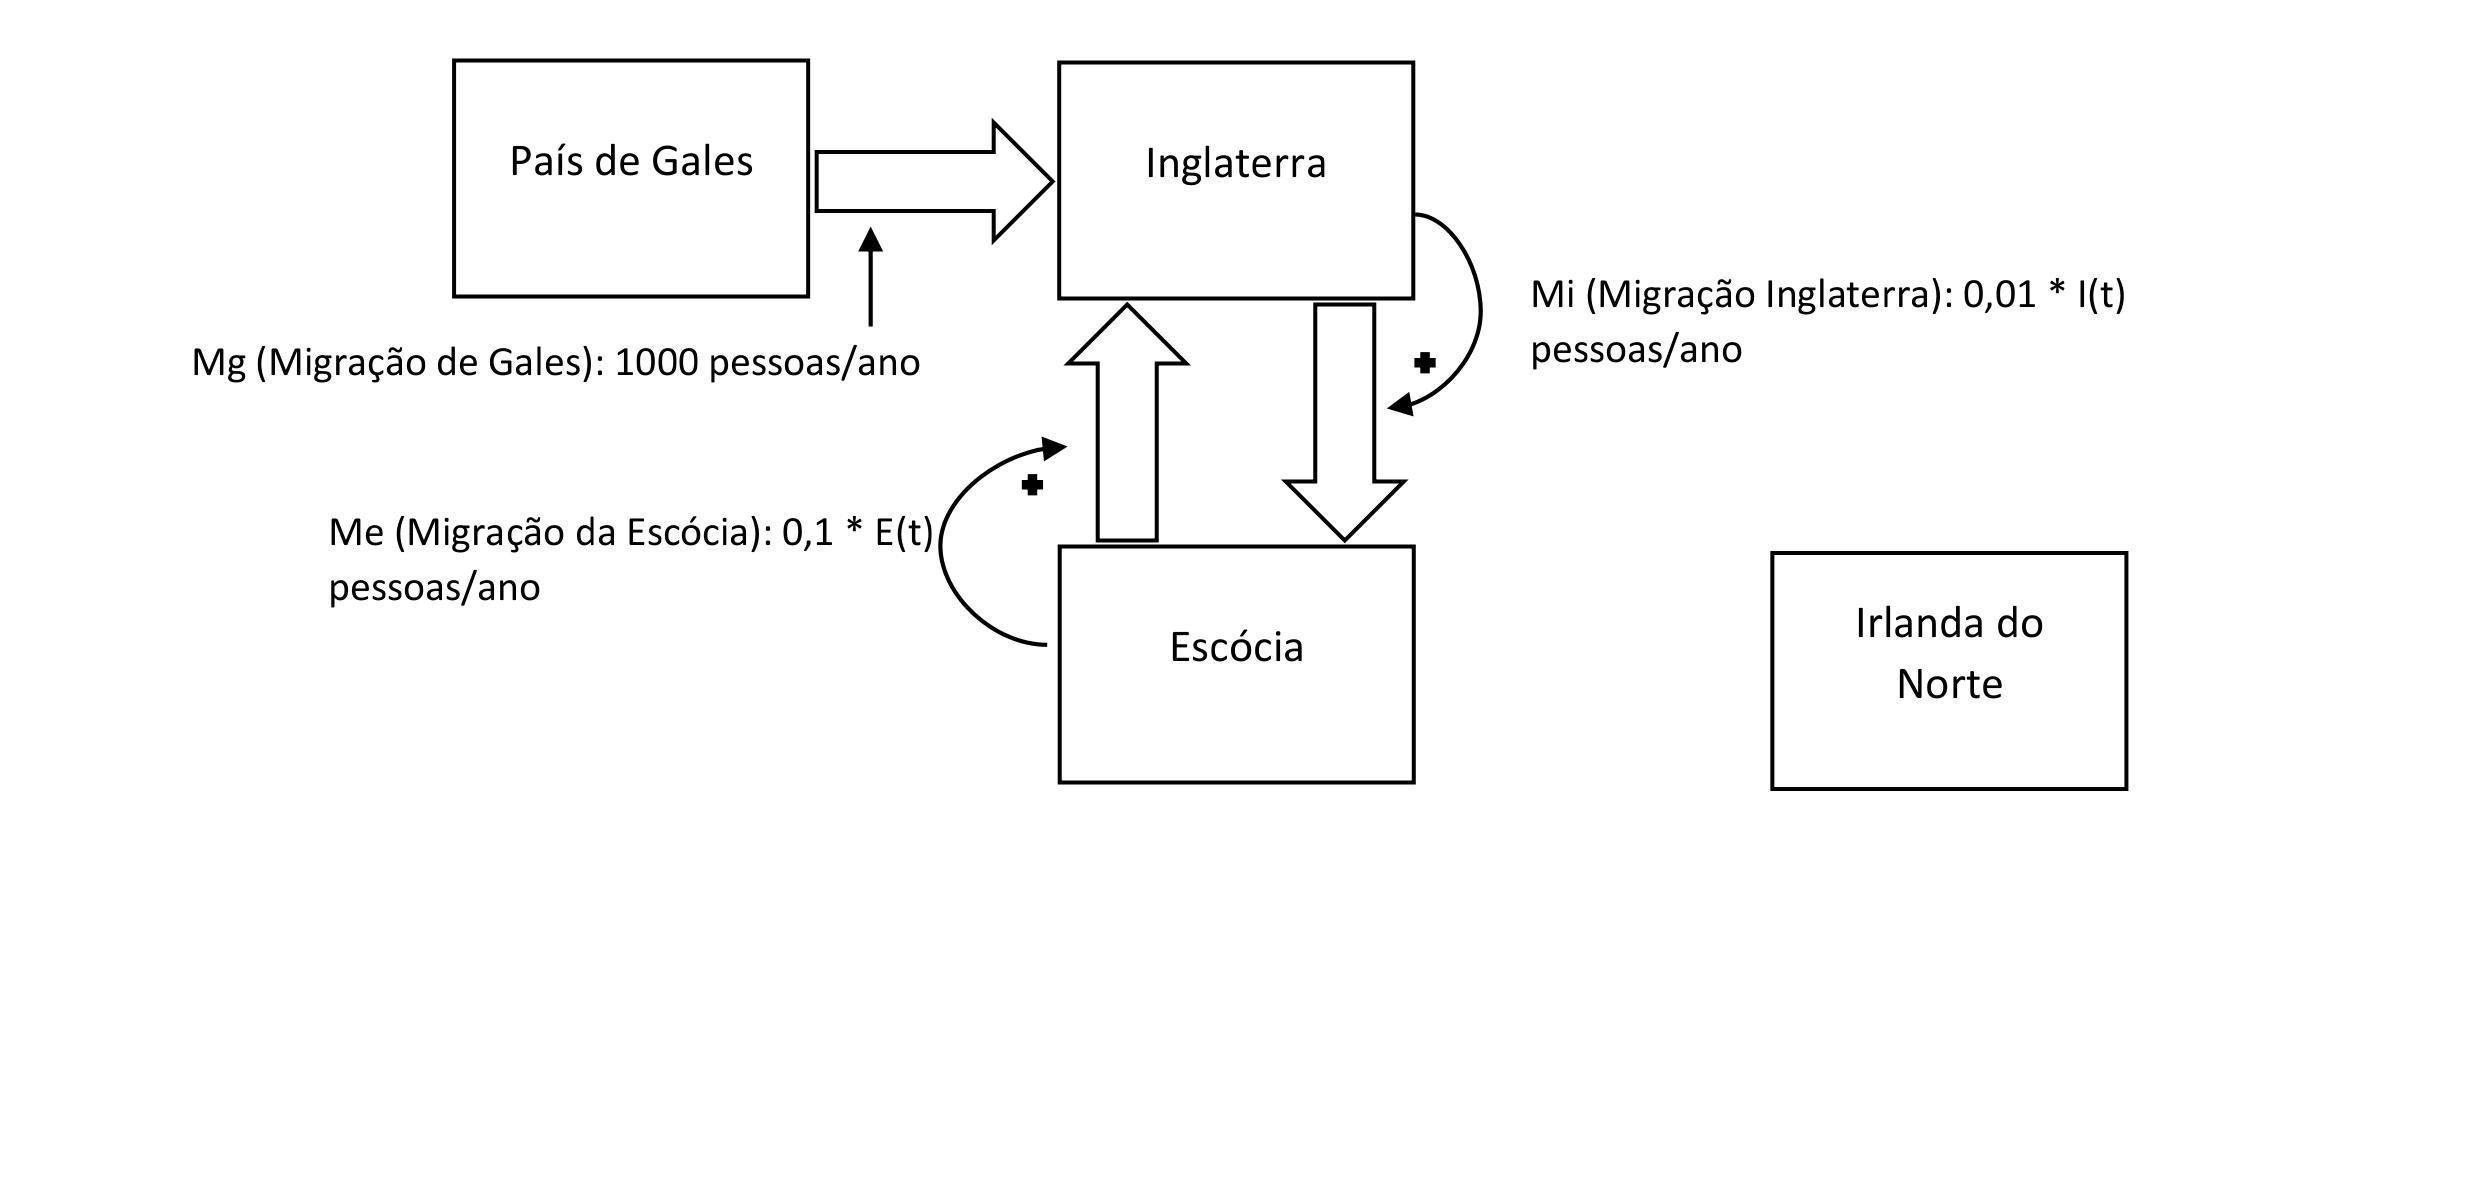 País de Gales
Inglaterra
Mi (Migração Inglaterra): 0,01 * I(t)
pessoas/ano
Mg (Migração de Gales): 1000 pessoas/ano
Me (Migração da Escócia): 0,1 * E(t)
pessoas/ano
Escócia
Irlanda do
Norte